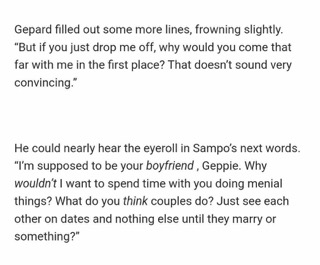 Gepard filled out some more lines, frowning slightly.
“But if you just drop me off, why would you come that
far with me in the first place? That doesn’t sound very
convincing.”
He could nearly hear the eyeroll in Sampo’s next words.
“I’m supposed to be your boyfriend , Geppie. Why
wouldn’t I want to spend time with you doing menial
things? What do you think couples do? Just see each
other on dates and nothing else until they marry or
something?”